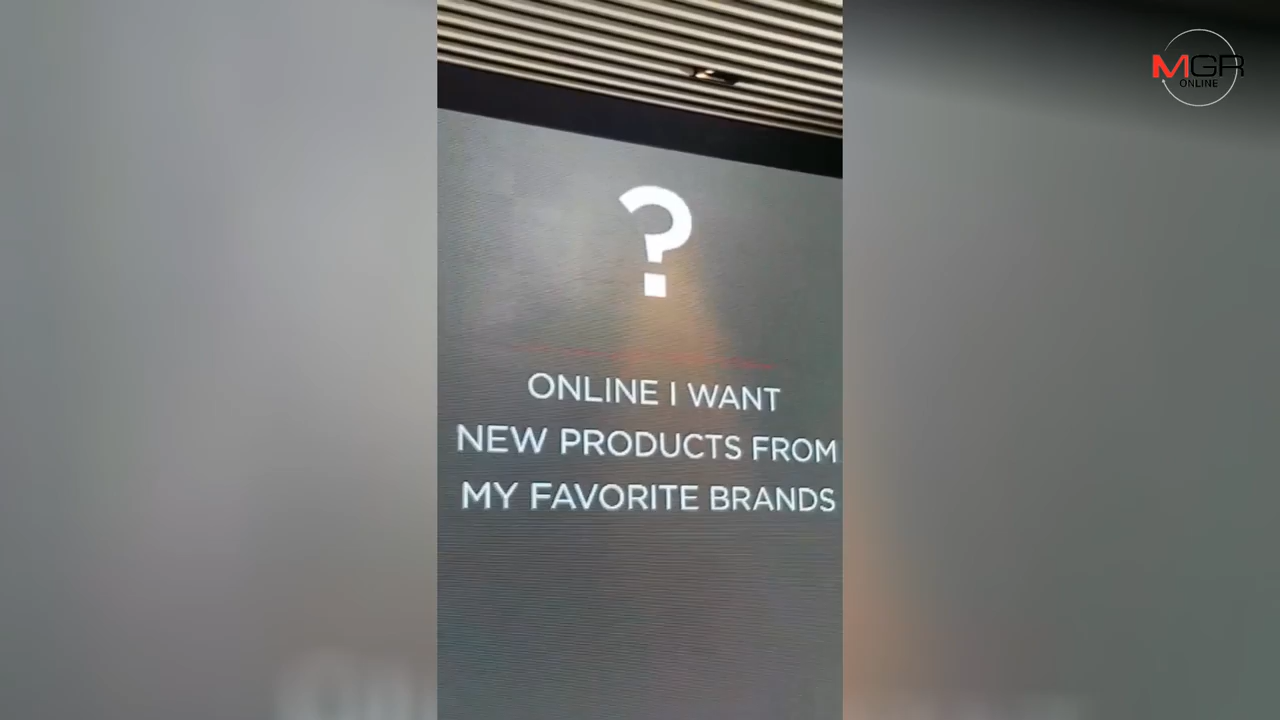 ?
ONLINE I WANT
NEW PRODUCTS FROM
MY FAVORITE BRANDS
MGR
ONLINE